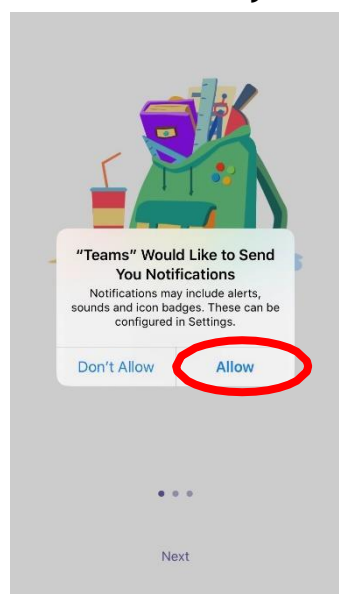 "Teams" Would Like to Send
You Notifications
Notifications may include alerts,
sounds and icon badges. These can be
configured in Settings.
Don't Allow
Allow
Next